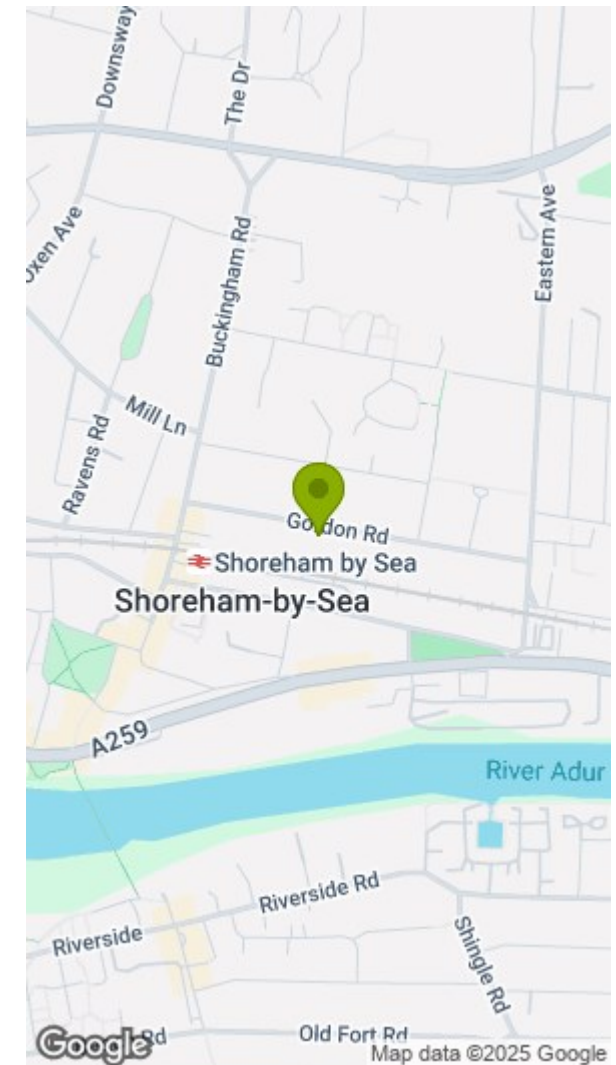 Downsway
The Dr
Oxen Ave
Buckingham Rd
Eastern Ave
Mill Ln
Ravens Rd
Gordon Rd
Shoreham by Sea
Shoreham-by-Sea
A259
River Adur
Riverside Rd
Riverside
Shingle Rd
Rd
Old Fort Rd
Google
Map data ©2025 Google